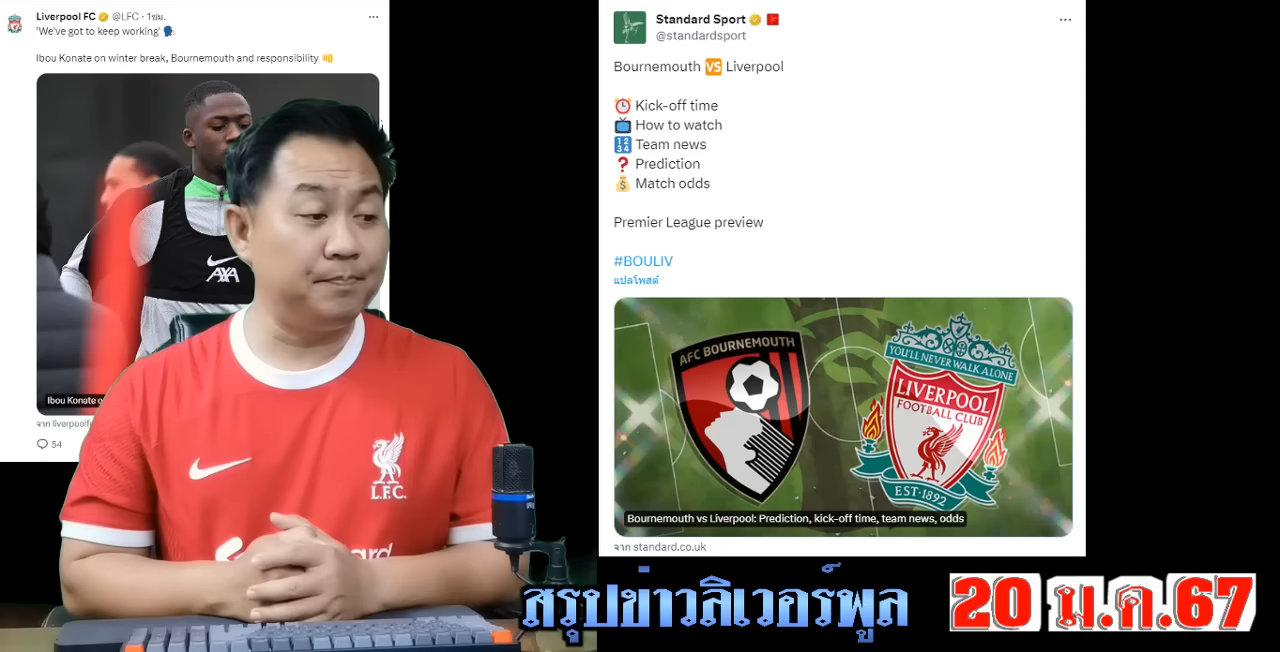 Liverpool FC @LFC · 1ชม.
'We've got to keep working'
Ibou Konate on winter break, Bournemouth and responsibility
AXA
Ibou Konate o
จาก liverpoolf
54
L.F.C.
Standard Sport
@standardsport
Bournemouth VS Liverpool
Kick-off time
How to watch
1234 Team news
Prediction
Match odds
Premier League preview
#BOULIV
แปลโพสต์
AFC BOURNEMOUTH
YOU'LL NEVER WALK ALONE
LIVERPOOL
FOOTBALL CLUB
EST·1892
Bournemouth vs Liverpool: Prediction, kick-off time, team news, odds
จาก standard.co.uk
สรุปข่าวลิเวอร์พูล 20 ม.ค.67